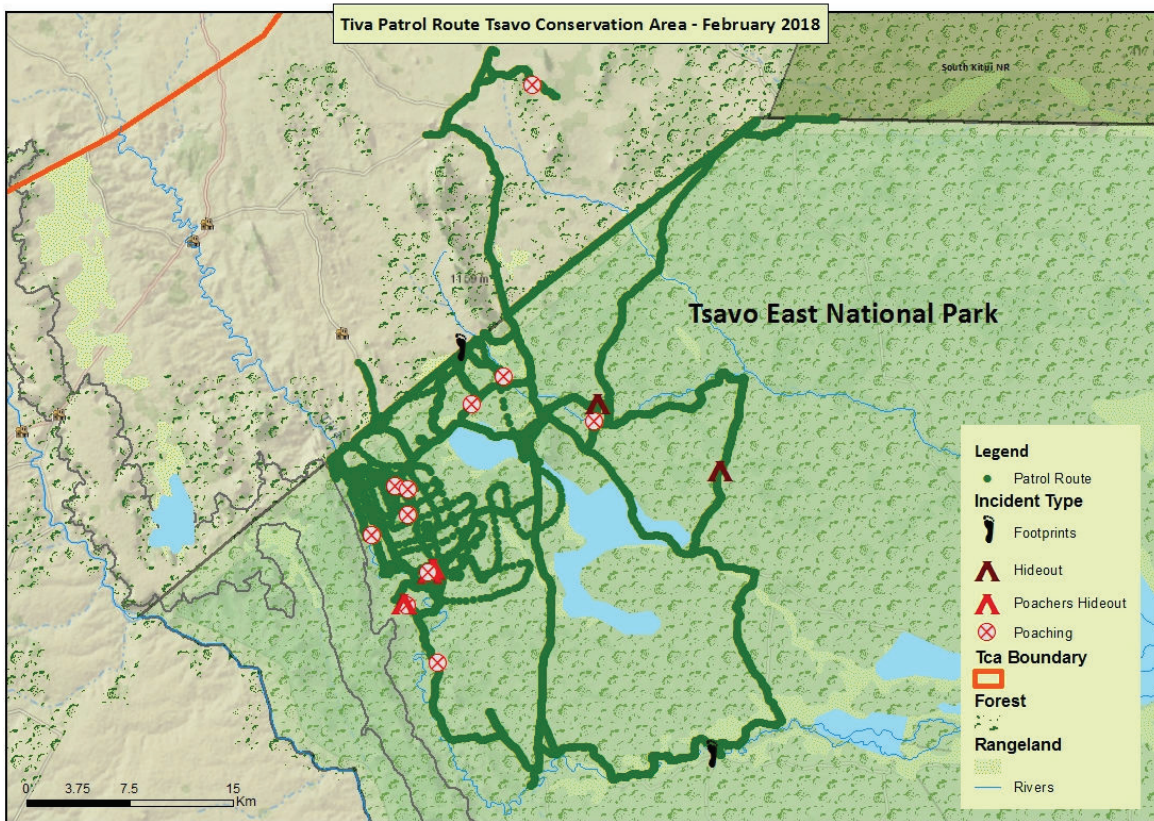 Tiva Patrol Route Tsavo Conservation Area - February 2018
South Kitui NR
Tsavo East National Park
Legend
Patrol Route
Incident Type
Footprints
Hideout
Poachers Hideout
Poaching
Tca Boundary
Forest
Rangeland
Rivers
0 3.75 7.5 15
Km